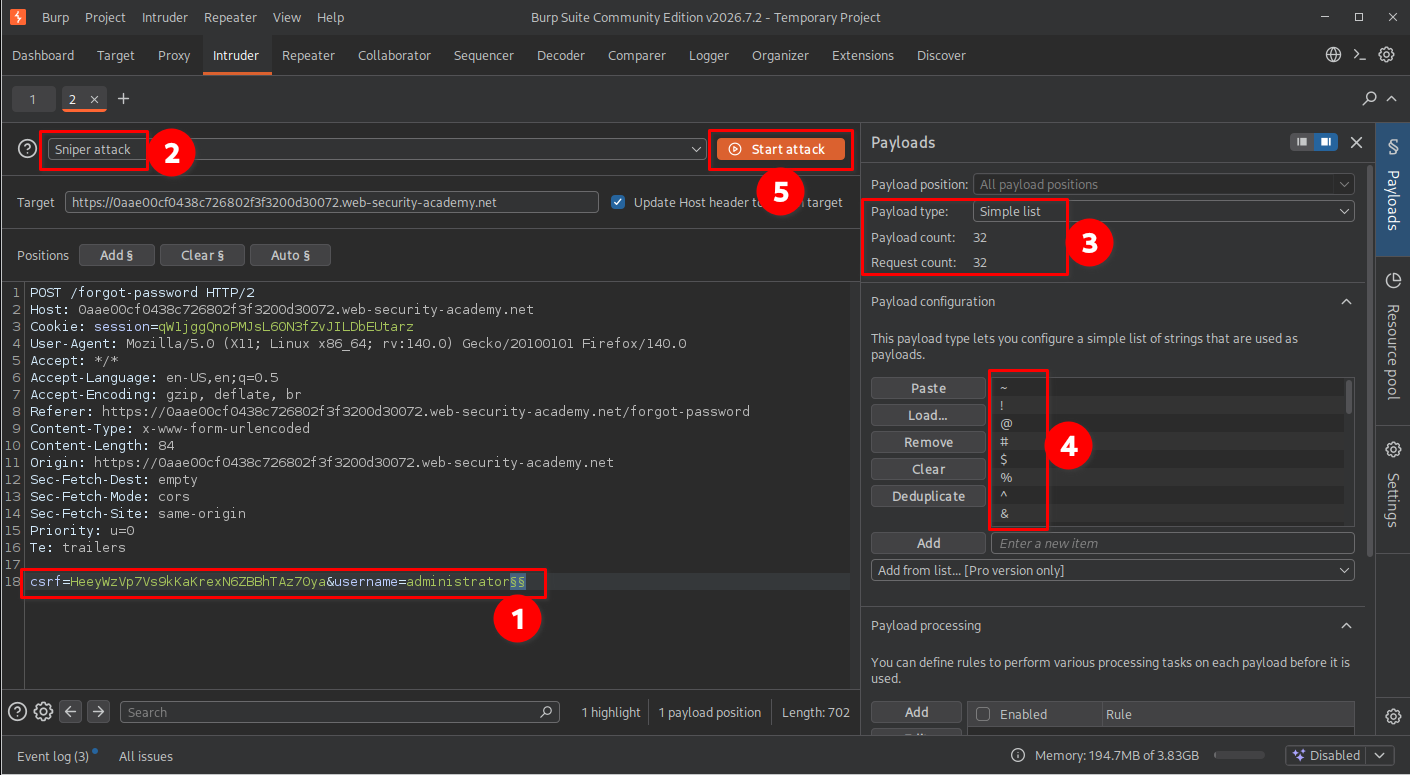 Burp Project Intruder Repeater View Help Burp Suite Community Edition v2026.7.2 - Temporary Project
Dashboard Target Proxy Intruder Repeater Collaborator Sequencer Decoder Comparer Logger Organizer Extensions Discover
1 2 × +
Sniper attack 2 Start attack
5
Target https://0aae00cf0438c726802f3f3200d30072.web-security-academy.net Update Host header to target
Positions Add § Clear § Auto §
1 POST /forgot-password HTTP/2
2 Host: 0aae00cf0438c726802f3f3200d30072.web-security-academy.net
3 Cookie: session=qW1jggQnoPMJsL6ON3fZvJILDbEUtarz
4 User-Agent: Mozilla/5.0 (X11; Linux x86_64; rv:140.0) Gecko/20100101 Firefox/140.0
5 Accept: */*
6 Accept-Language: en-US,en;q=0.5
7 Accept-Encoding: gzip, deflate, br
8 Referer: https://0aae00cf0438c726802f3f3200d30072.web-security-academy.net/forgot-password
9 Content-Type: x-www-form-urlencoded
10 Content-Length: 84
11 Origin: https://0aae00cf0438c726802f3f3200d30072.web-security-academy.net
12 Sec-Fetch-Dest: empty
13 Sec-Fetch-Mode: cors
14 Sec-Fetch-Site: same-origin
15 Priority: u=0
16 Te: trailers
17
18 csrf=HeeyWzVp7Vs9kKaKrexN6ZBBhTAz70ya&username=administrator§§
1
Search 1 highlight 1 payload position Length: 702
Payloads
Payload position: All payload positions
Payload type: Simple list
Payload count: 32
3
Request count: 32
Payload configuration
This payload type lets you configure a simple list of strings that are used as
payloads.
Paste
Load...
Remove
Clear
Deduplicate
~
!
@
#
$
%
^
&
4
Add Enter a new item
Add from list... [Pro version only]
Payload processing
You can define rules to perform various processing tasks on each payload before it is
used.
Add Enabled Rule
§ Payloads
Resource pool
Settings
Event log (3) All issues Memory: 194.7MB of 3.83GB Disabled